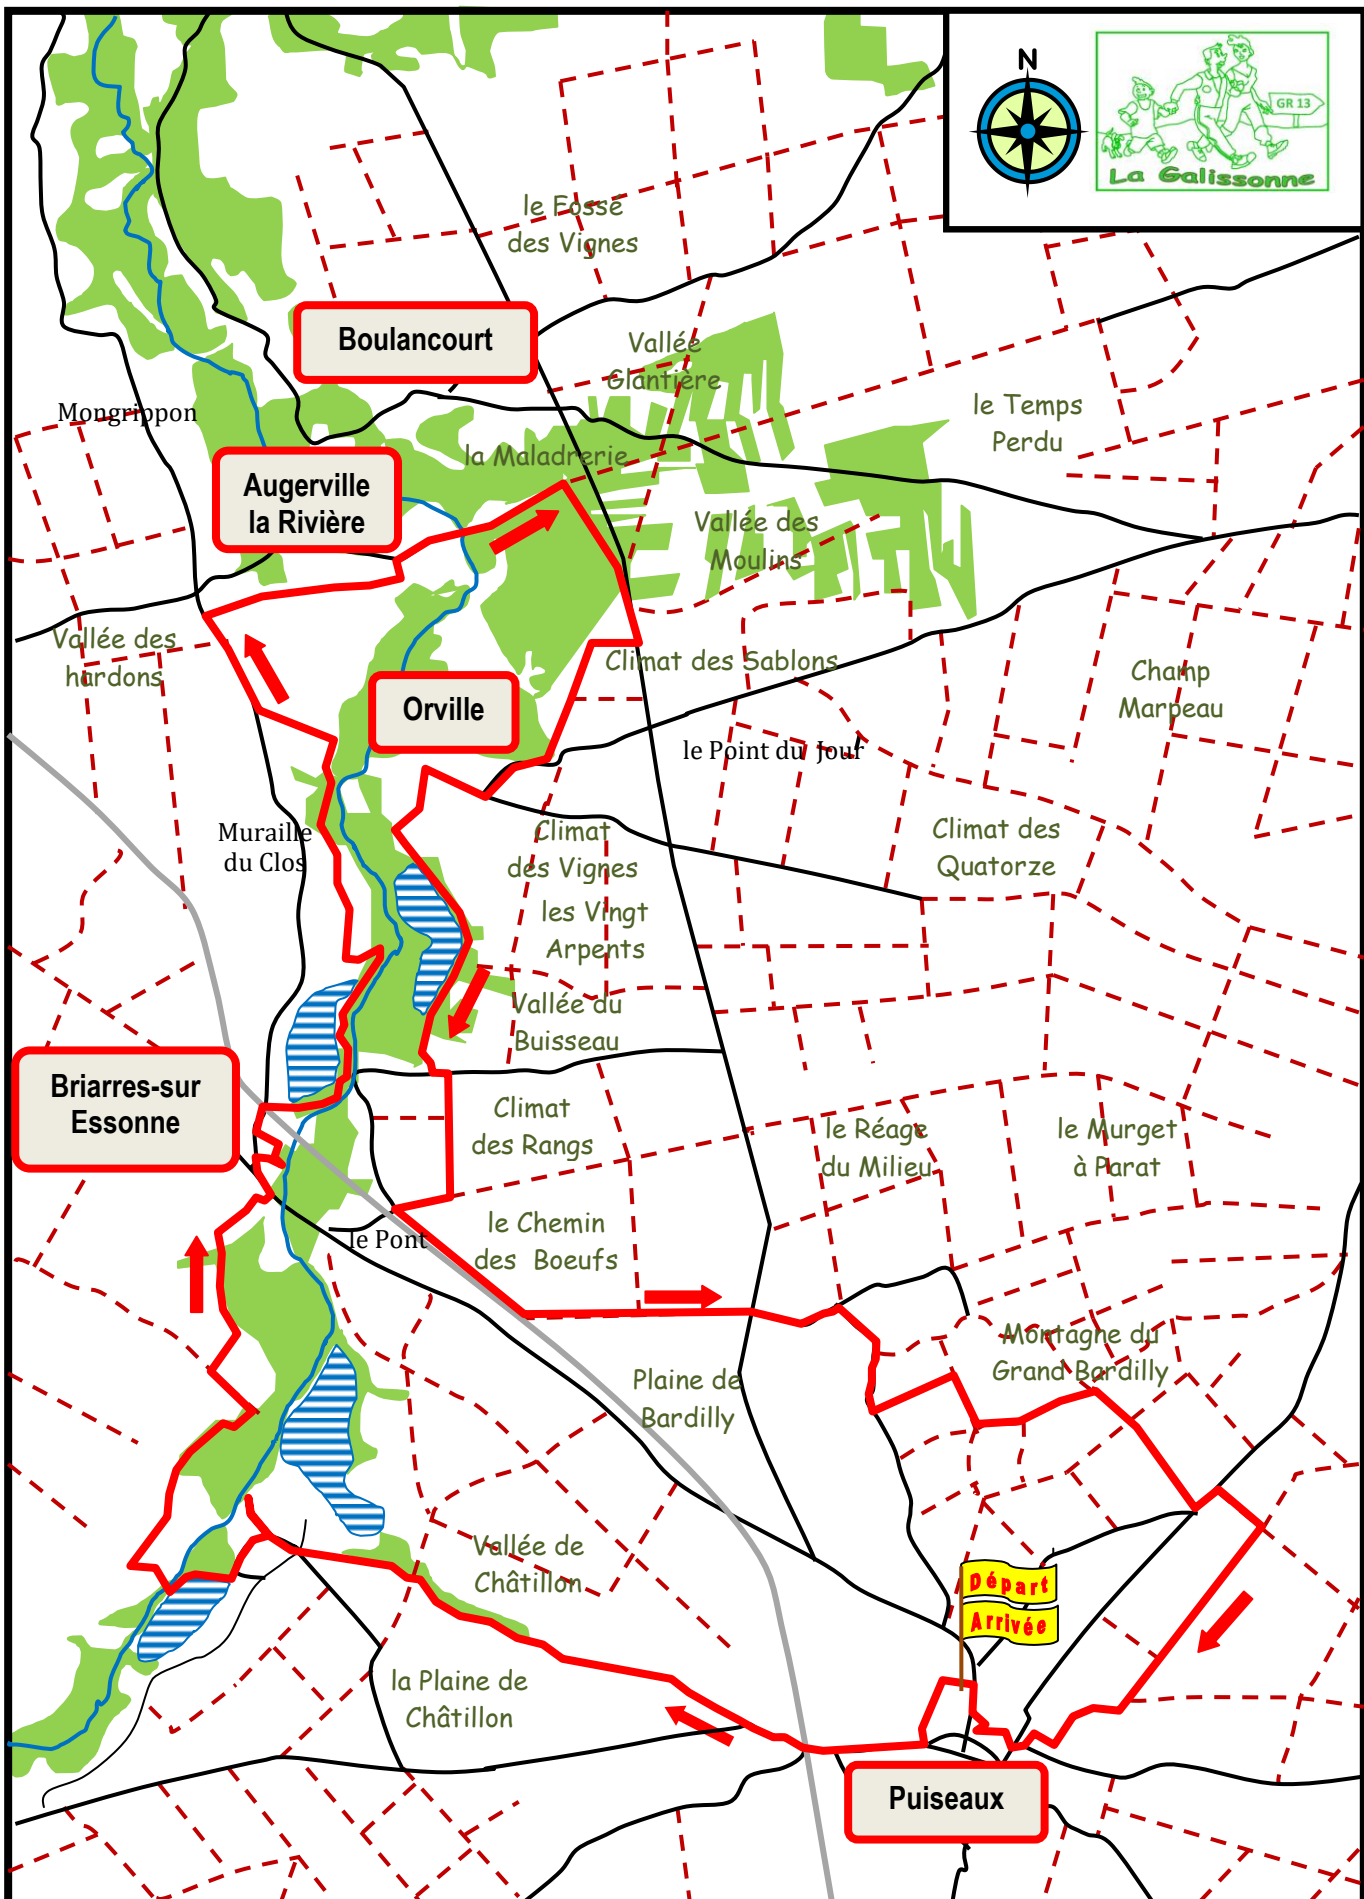 N
GR 13
La Galissonne
le Fossé
des Vignes
Boulancourt
Vallée
Glantière
Mongrippon
le Temps
Perdu
la Maladrerie
Augerville
la Rivière
Vallée des
Moulins
Vallée des
hardons
Climat des Sablons
Champ
Marpeau
Orville
le Point du Jour
Muraille
du Clos
Climat
des Vignes
Climat des
Quatorze
les Vingt
Arpents
Vallée du
Buisseau
Briarres-sur
Essonne
Climat
des Rangs
le Réage
du Milieu
le Murget
à Parat
le Pont
le Chemin
des Boeufs
Montagne du
Grand Bardilly
Plaine de
Bardilly
Vallée de
Châtillon
Départ
Arrivée
la Plaine de
Châtillon
Puiseaux